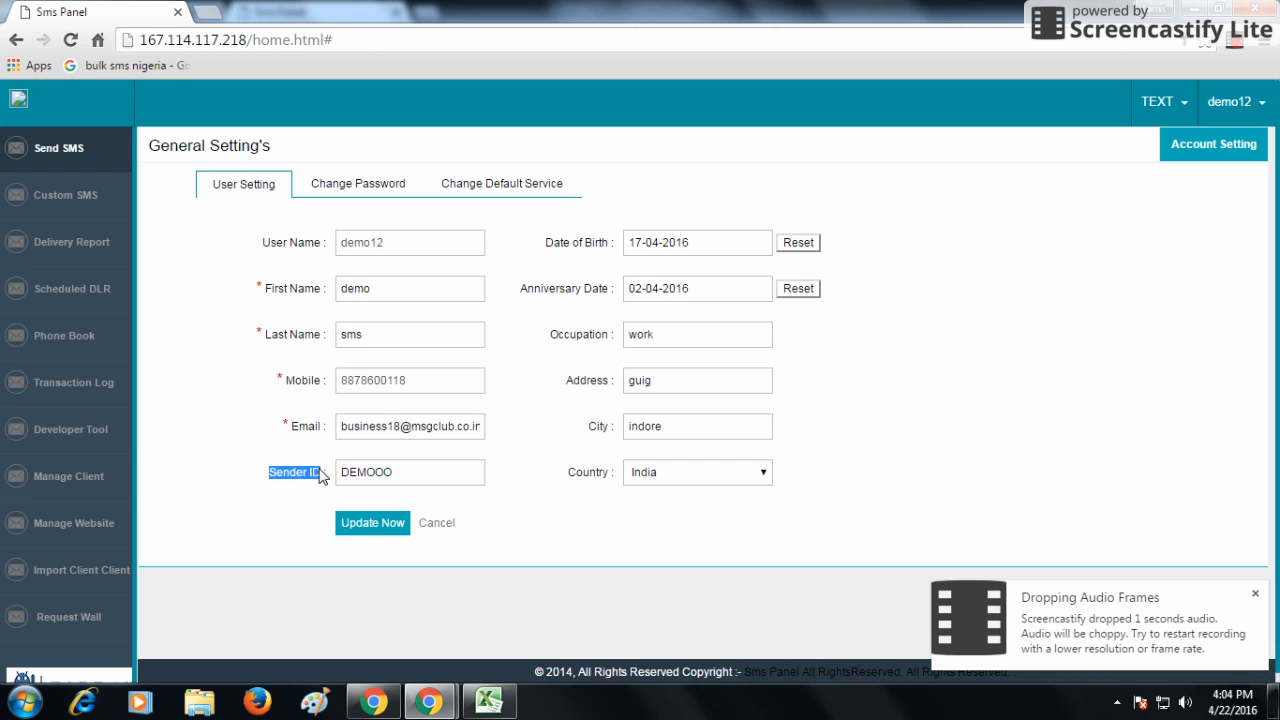 Sms Panel
Sms Panel
powered by
Screencastify Lite
167.114.117.218/home.html#
Apps
bulk sms nigeria - Go
TEXT
demo12
Send SMS
Custom SMS
Delivery Report
Scheduled DLR
Phone Book
Transaction Log
Developer Tool
Manage Client
Manage Website
Import Client Client
Request Wall
General Setting's
Account Setting
User Setting Change Password Change Default Service
User Name : demo12 Date of Birth : 17-04-2016 Reset
* First Name : demo Anniversary Date : 02-04-2016 Reset
* Last Name : sms Occupation : work
* Mobile : 8878600118 Address : guig
* Email : business18@msgclub.co.in City : indore
Sender ID : DEMOOO Country : India
Update Now Cancel
Dropping Audio Frames
Screencastify dropped 1 seconds audio.
Audio will be choppy. Try to restart recording
with a lower resolution or frame rate.
© 2014, All Rights Reserved Copyright :- Sms Panel All RightsReserved. All Rights Reserved. .
4:04 PM
4/22/2016